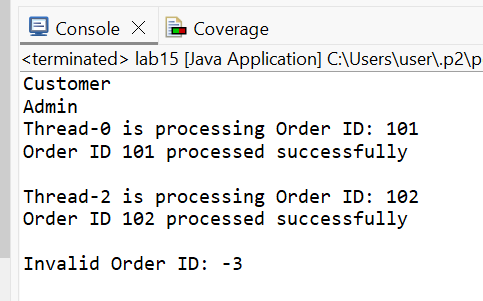 Console Coverage
<terminated> lab15 [Java Application] C:\Users\user\.p2\p
Customer
Admin
Thread-0 is processing Order ID: 101
Order ID 101 processed successfully
Thread-2 is processing Order ID: 102
Order ID 102 processed successfully
Invalid Order ID: -3